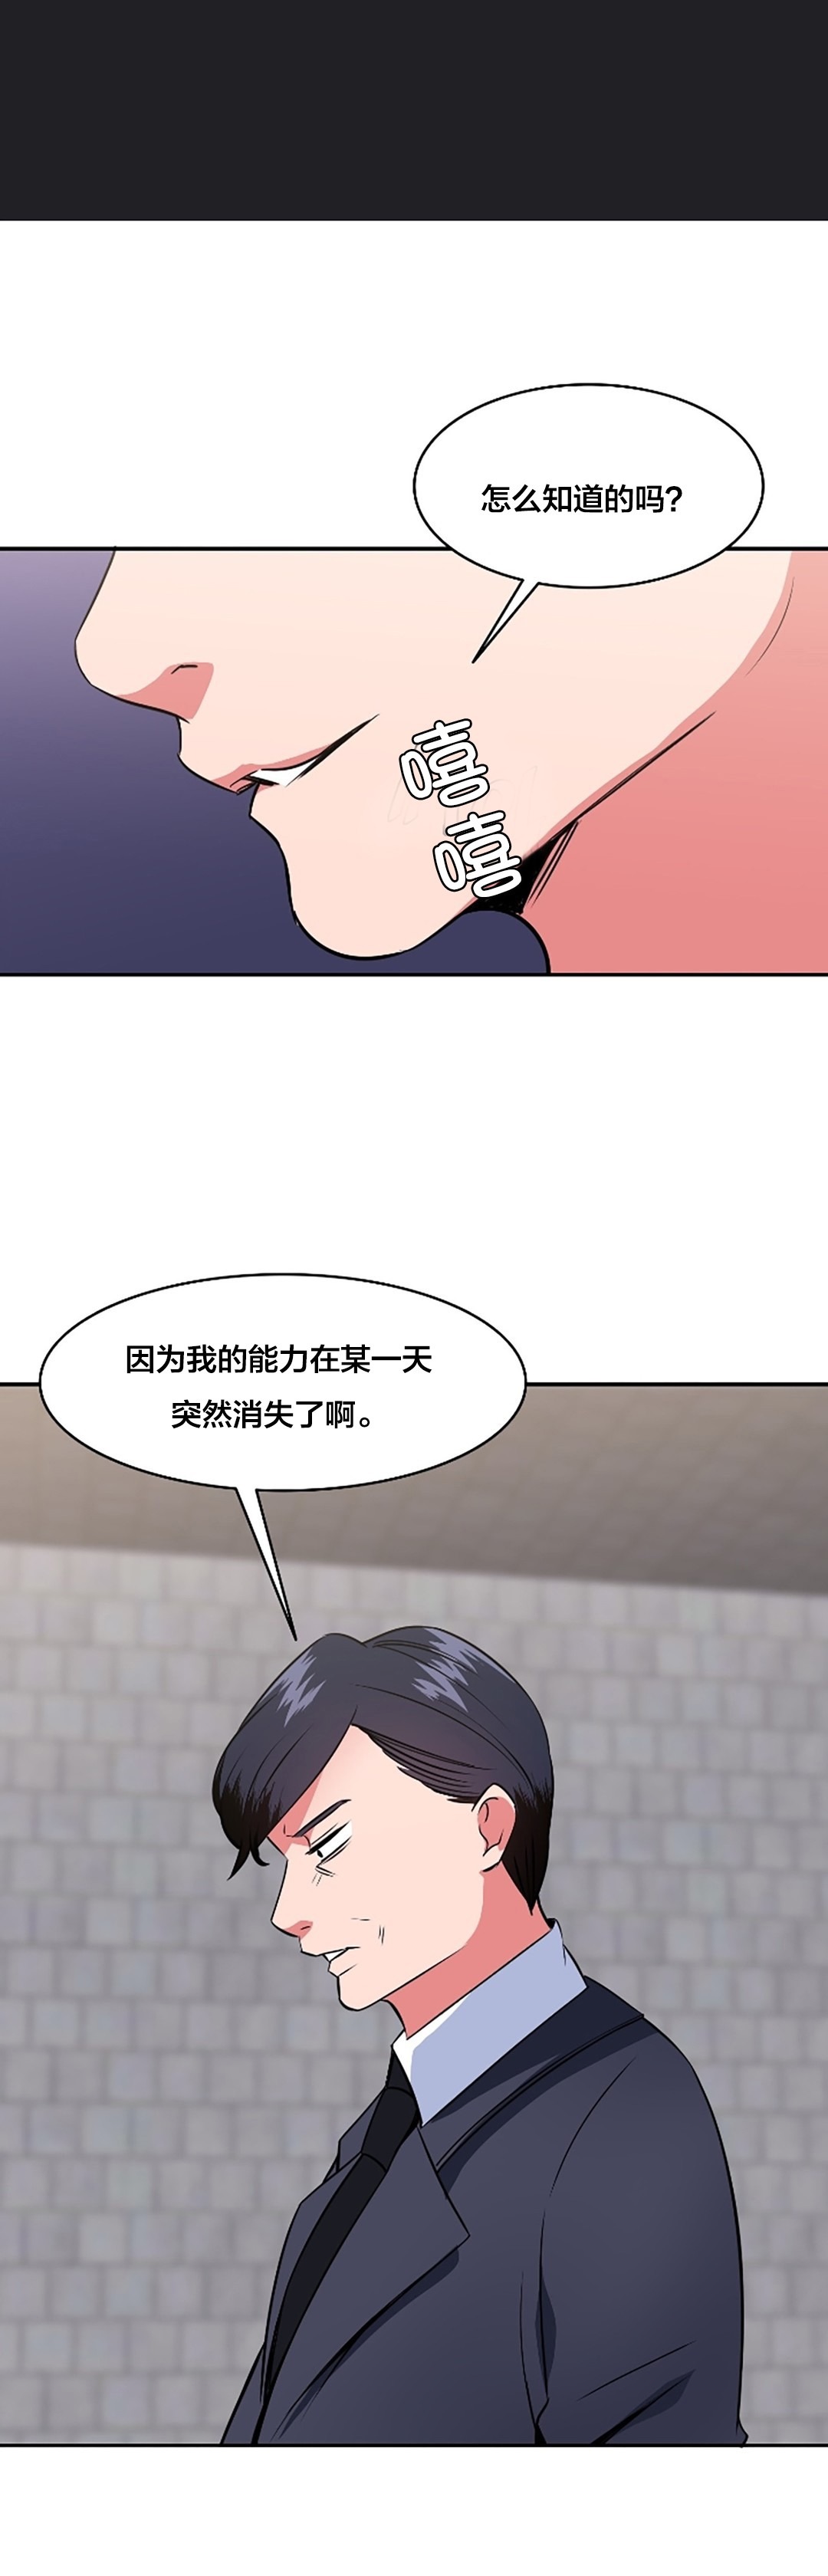 怎么知道的吗？
嘻
嘻
因为我的能力在某一天
突然消失了啊。